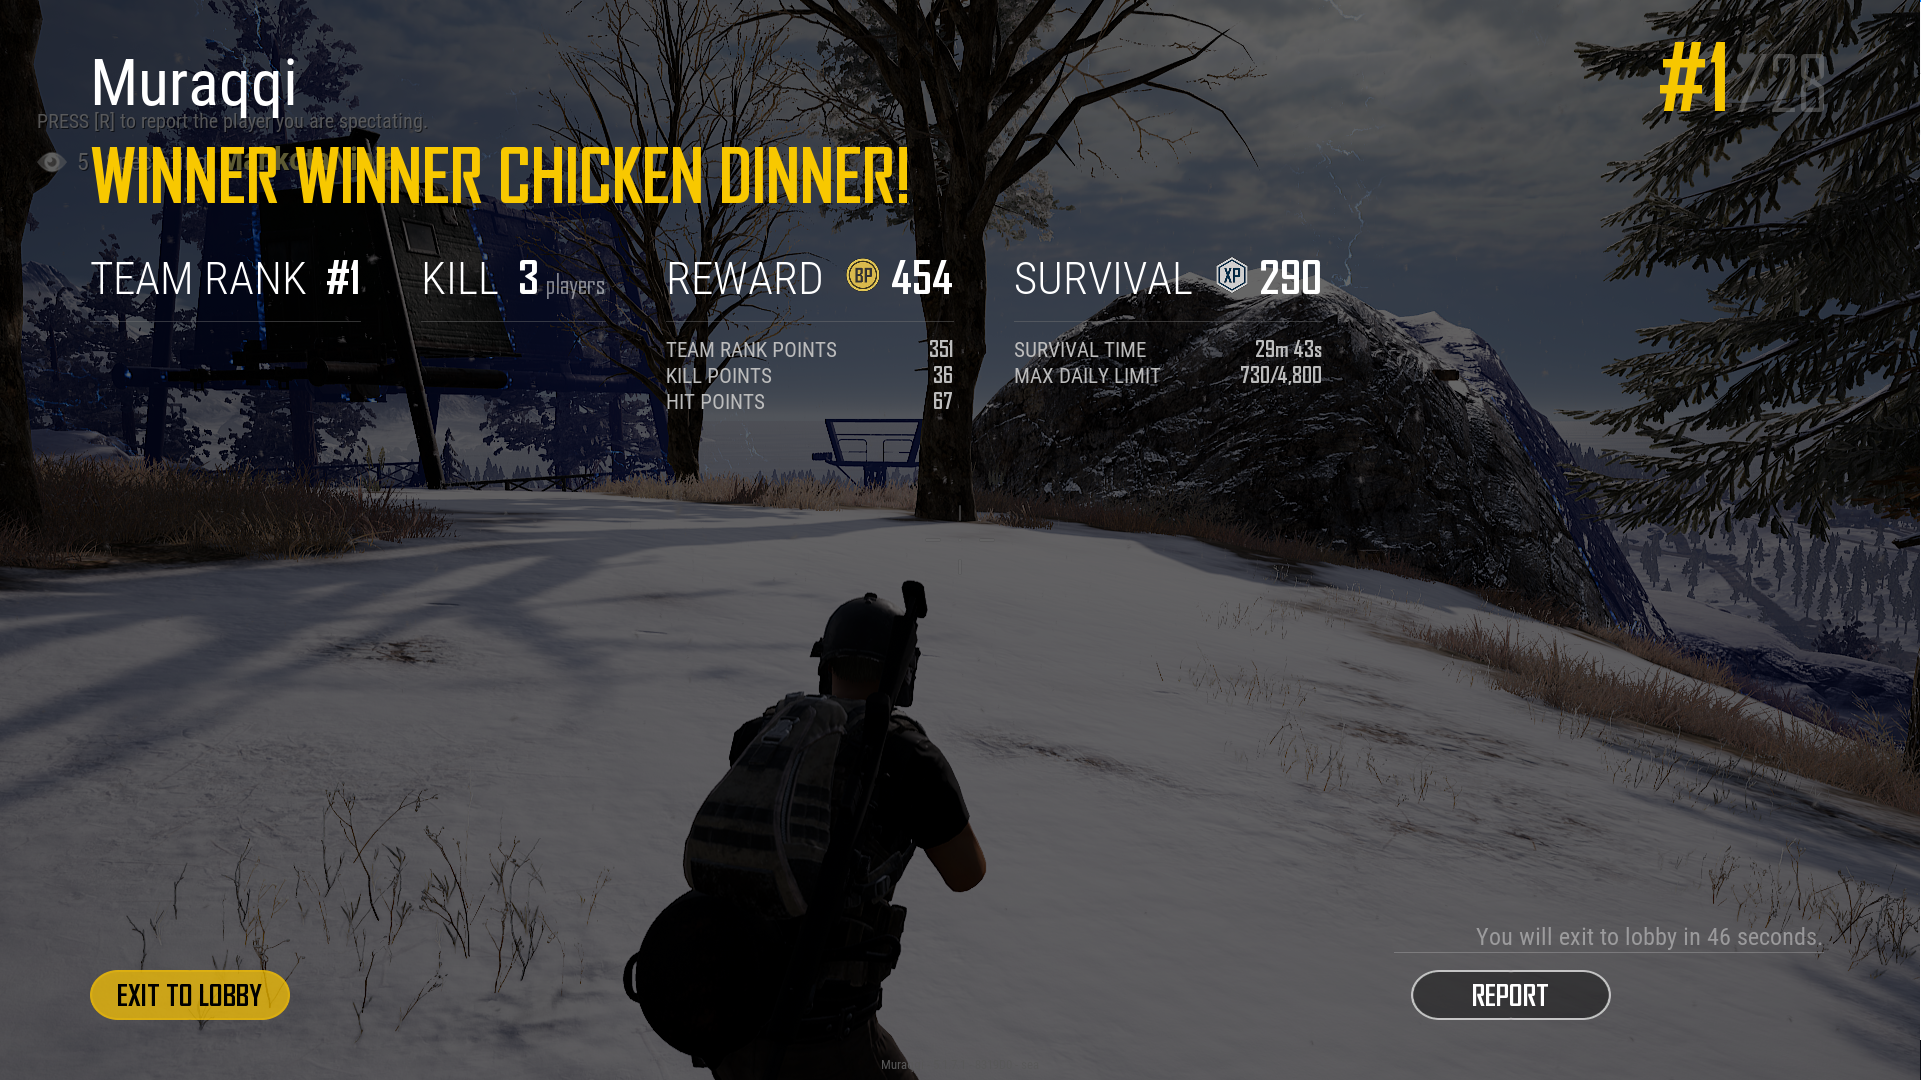 Muraqqi
#1/28
PRESS [R] to report the player you are spectating.
5
WINNER WINNER CHICKEN DINNER!
TEAM RANK #1 KILL 3 players REWARD BP 454 SURVIVAL XP 290
TEAM RANK POINTS 351 SURVIVAL TIME 29m 43s
KILL POINTS 36 MAX DAILY LIMIT 730/4,800
HIT POINTS 67
You will exit to lobby in 46 seconds.
EXIT TO LOBBY REPORT